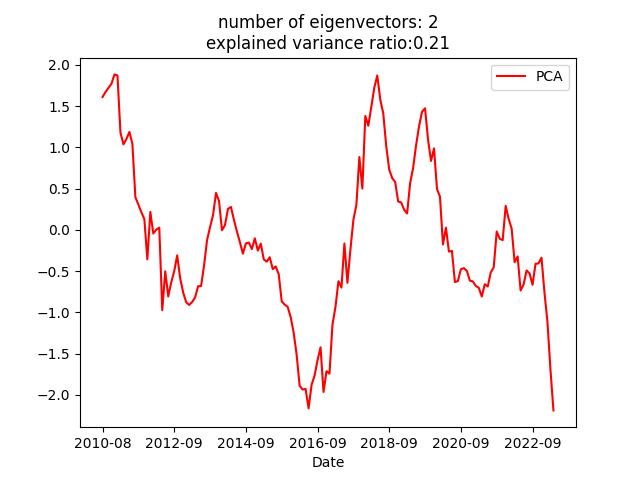 number of eigenvectors: 2
explained variance ratio:0.21
PCA
2.0
1.5
1.0
0.5
0.0
−0.5
−1.0
−1.5
−2.0
2010-08 2012-09 2014-09 2016-09 2018-09 2020-09 2022-09
Date